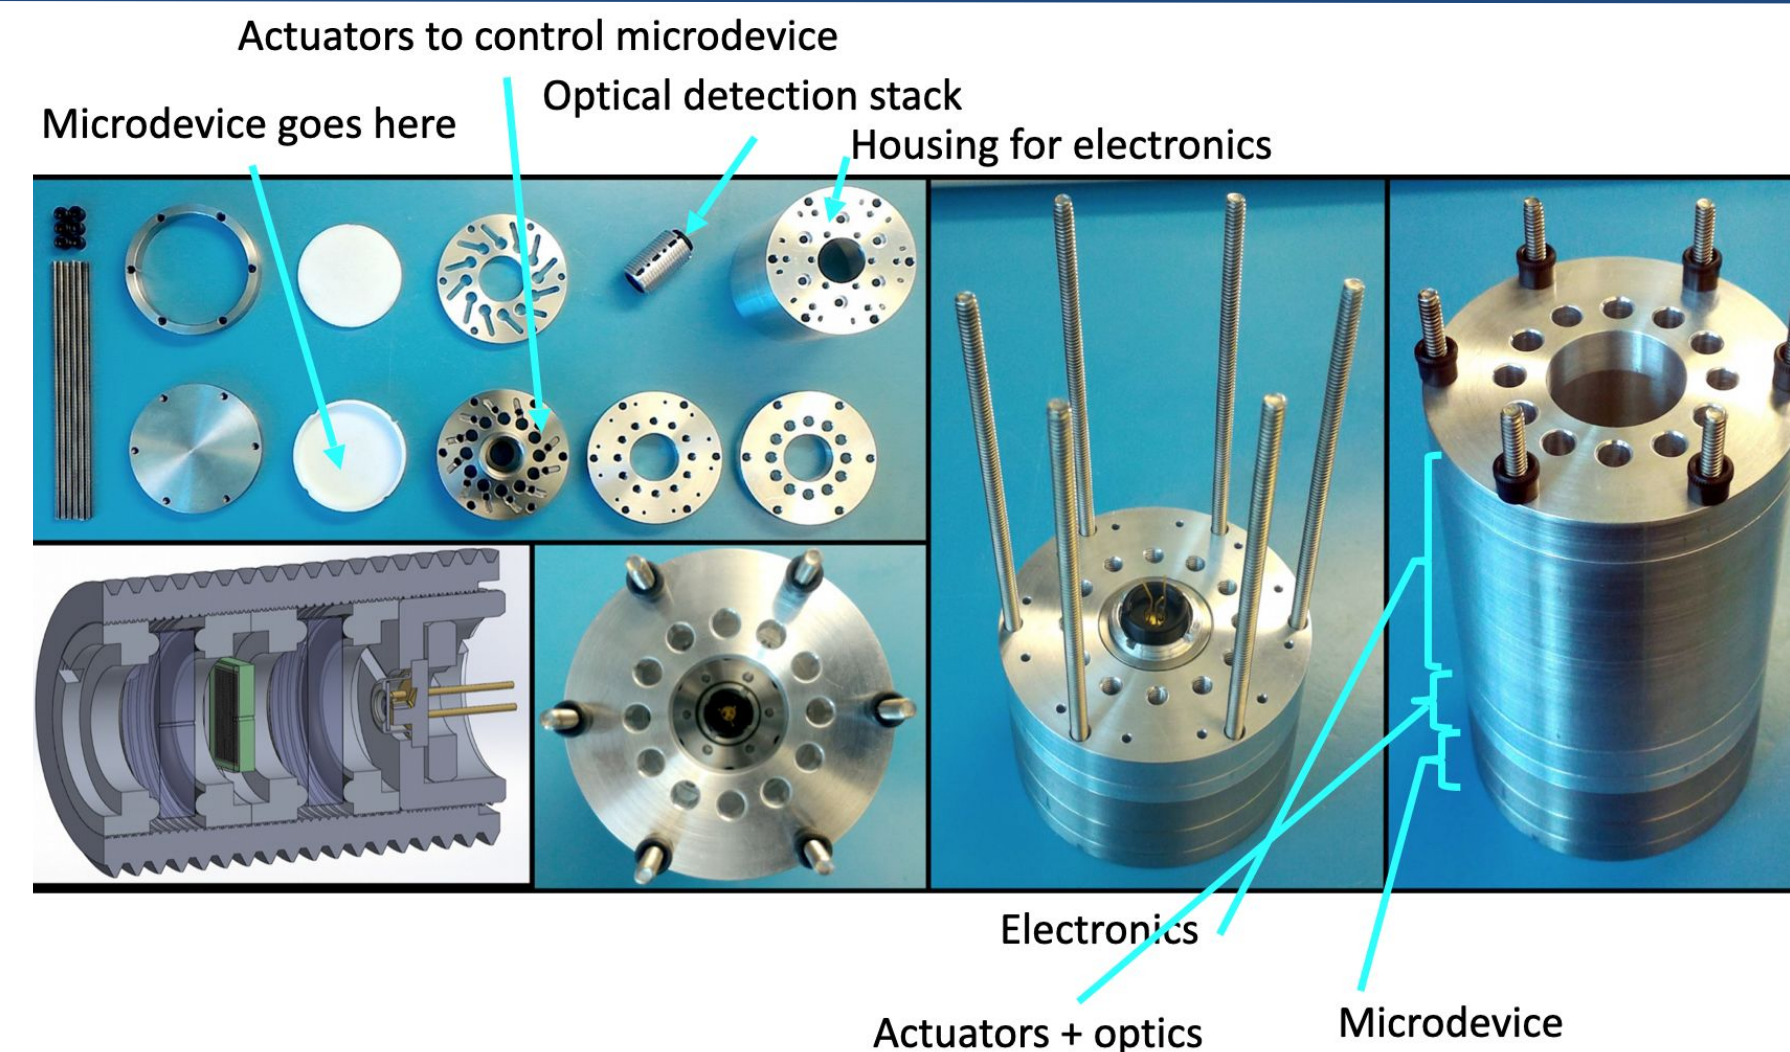 Actuators to control microdevice
Optical detection stack
Microdevice goes here
Housing for electronics
Electronics
Actuators + optics
Microdevice